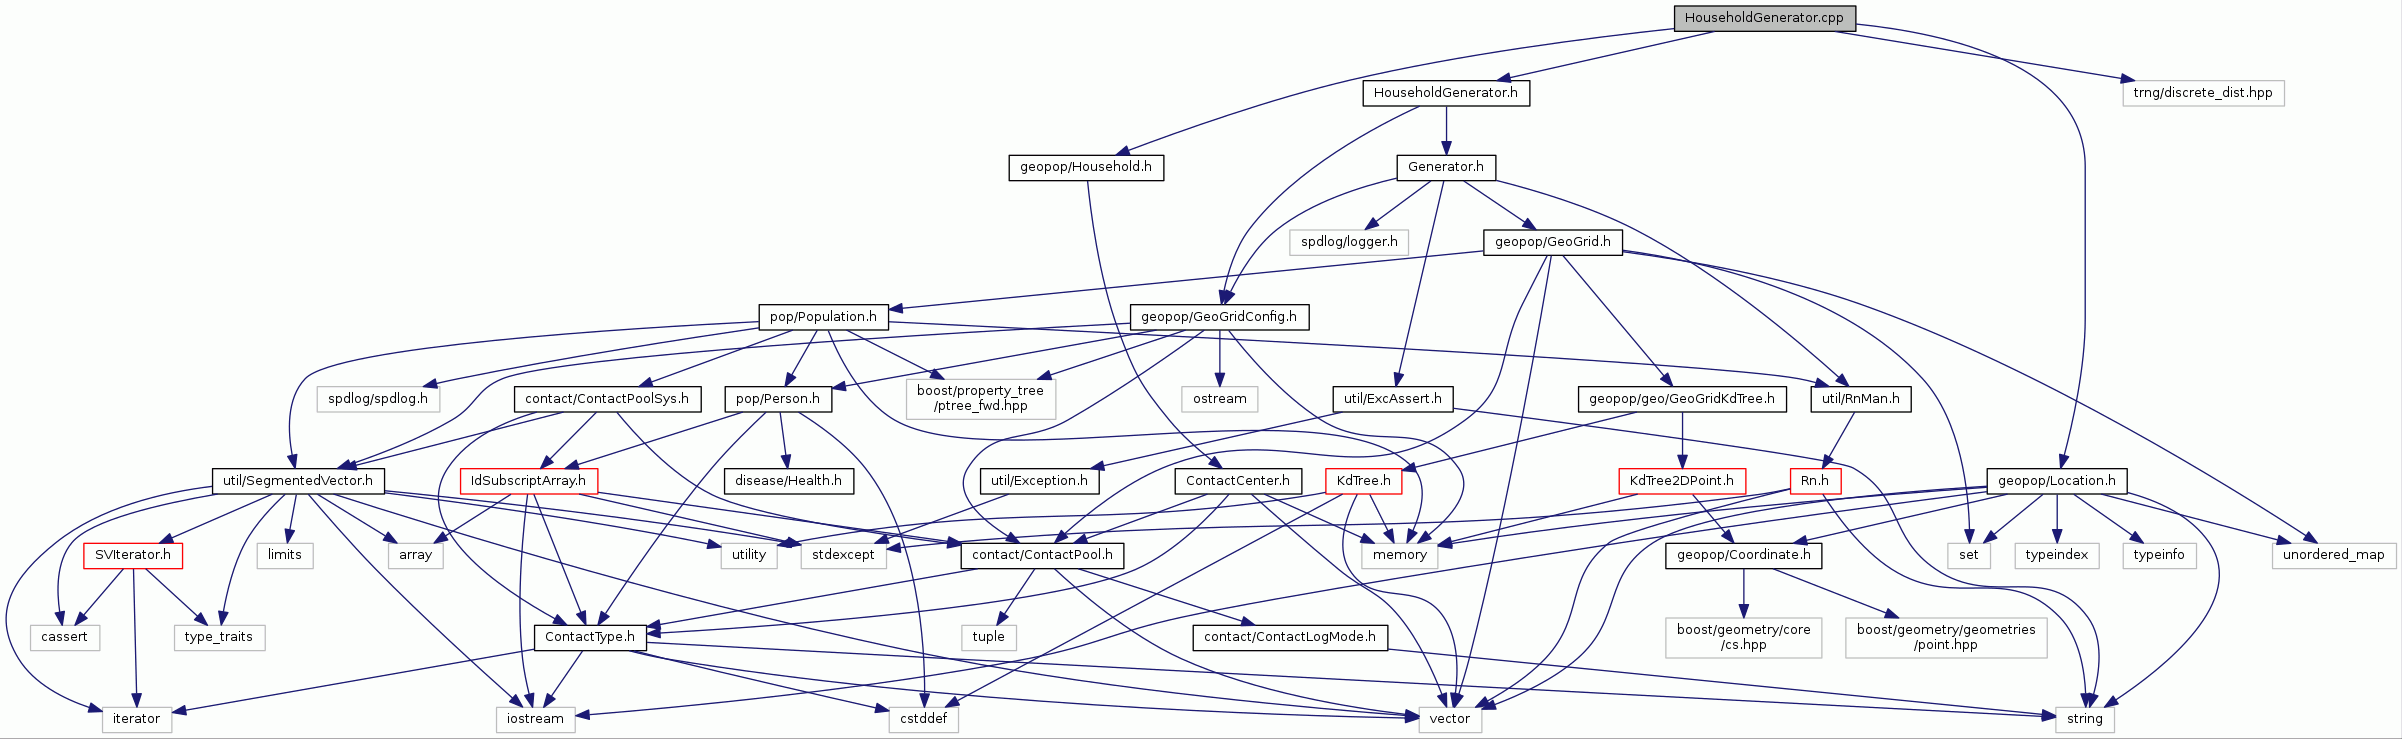 HouseholdGenerator.cpp
HouseholdGenerator.h
trng/discrete_dist.hpp
geopop/Household.h
Generator.h
spdlog/logger.h
geopop/GeoGrid.h
pop/Population.h
geopop/GeoGridConfig.h
spdlog/spdlog.h
contact/ContactPoolSys.h
pop/Person.h
boost/property_tree
/ptree_fwd.hpp
ostream
util/ExcAssert.h
geopop/geo/GeoGridKdTree.h
util/RnMan.h
util/SegmentedVector.h
IdSubscriptArray.h
disease/Health.h
util/Exception.h
ContactCenter.h
KdTree.h
KdTree2DPoint.h
Rn.h
geopop/Location.h
SVIterator.h
limits
array
utility
stdexcept
contact/ContactPool.h
memory
geopop/Coordinate.h
set
typeindex
typeinfo
unordered_map
cassert
type_traits
ContactType.h
tuple
contact/ContactLogMode.h
boost/geometry/core
/cs.hpp
boost/geometry/geometries
/point.hpp
iterator
iostream
cstddef
vector
string